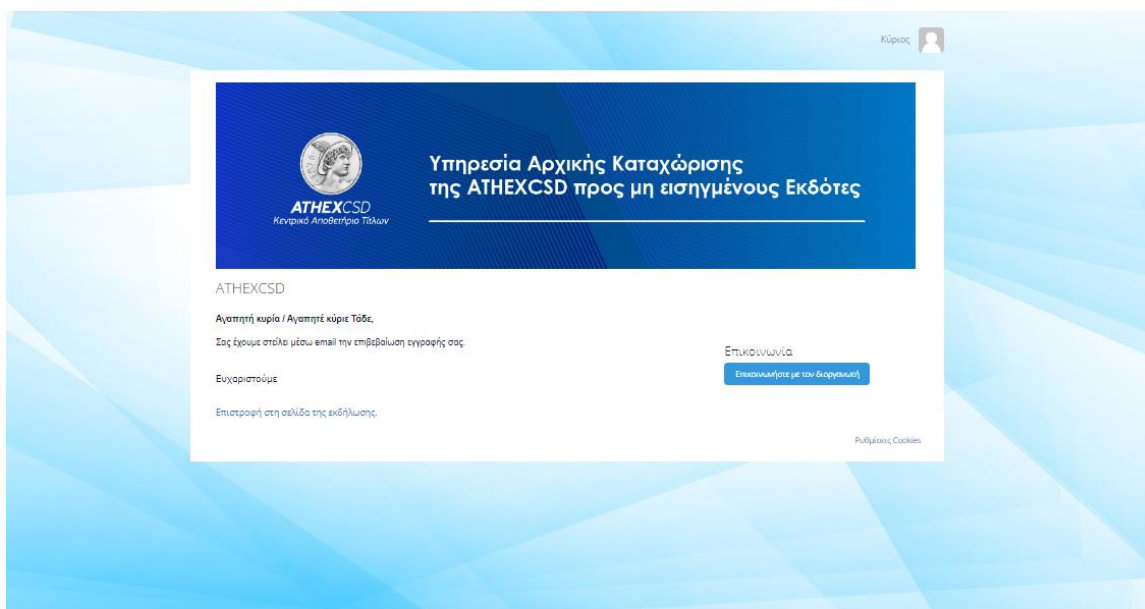 Κύριος
Υπηρεσία Αρχικής Καταχώρισης
της ATHEXCSD προς μη εισηγμένους Εκδότες
ATHEXCSD
Κεντρικό Αποθετήριο Τίτλων
ATHEXCSD
Αγαπητή κυρία / Αγαπητέ κύριε Τάδε,
Σας έχουμε στείλει μέσω email την επιβεβαίωση εγγραφής σας.
Ευχαριστούμε
Επιστροφή στη σελίδα της εκδήλωσης.
Επικοινωνία
Επικοινωνήστε με τον διοργανωτή
Ρυθμίσεις Cookies